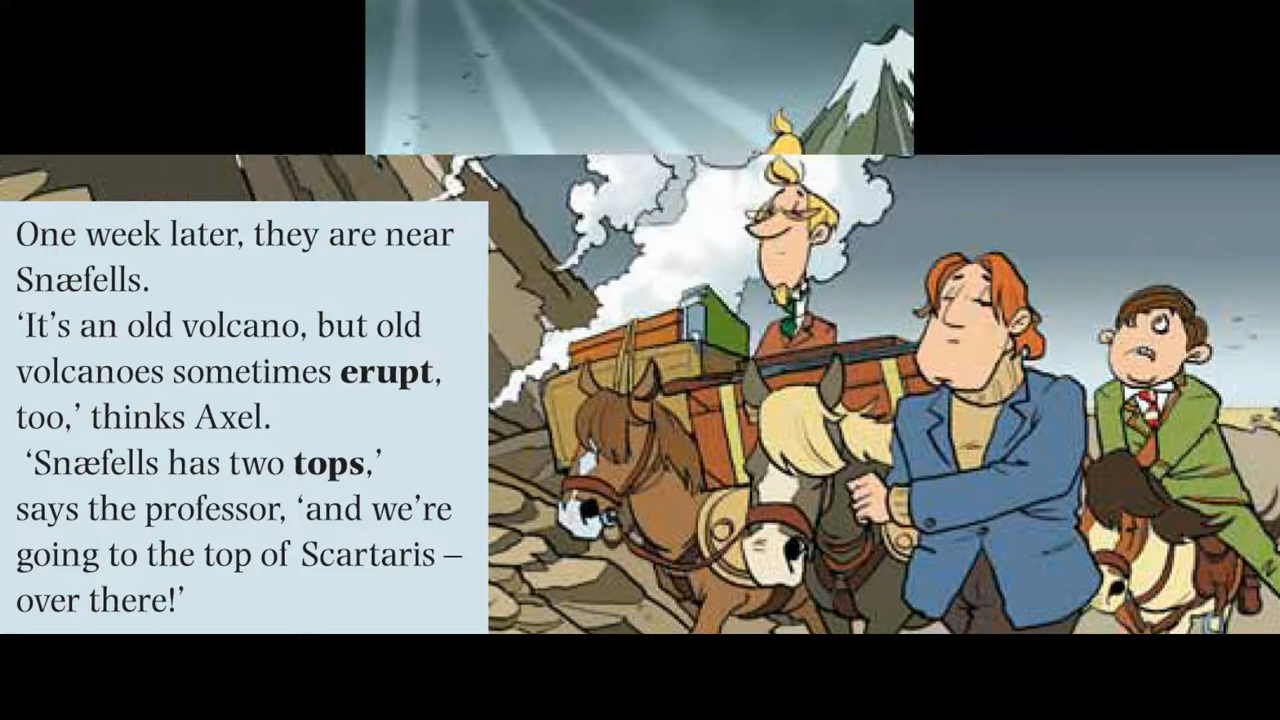 One week later, they are near
Snæfells.
‘It’s an old volcano, but old
volcanoes sometimes erupt,
too,’ thinks Axel.
‘Snæfells has two tops,’
says the professor, ‘and we’re
going to the top of Scartaris –
over there!’